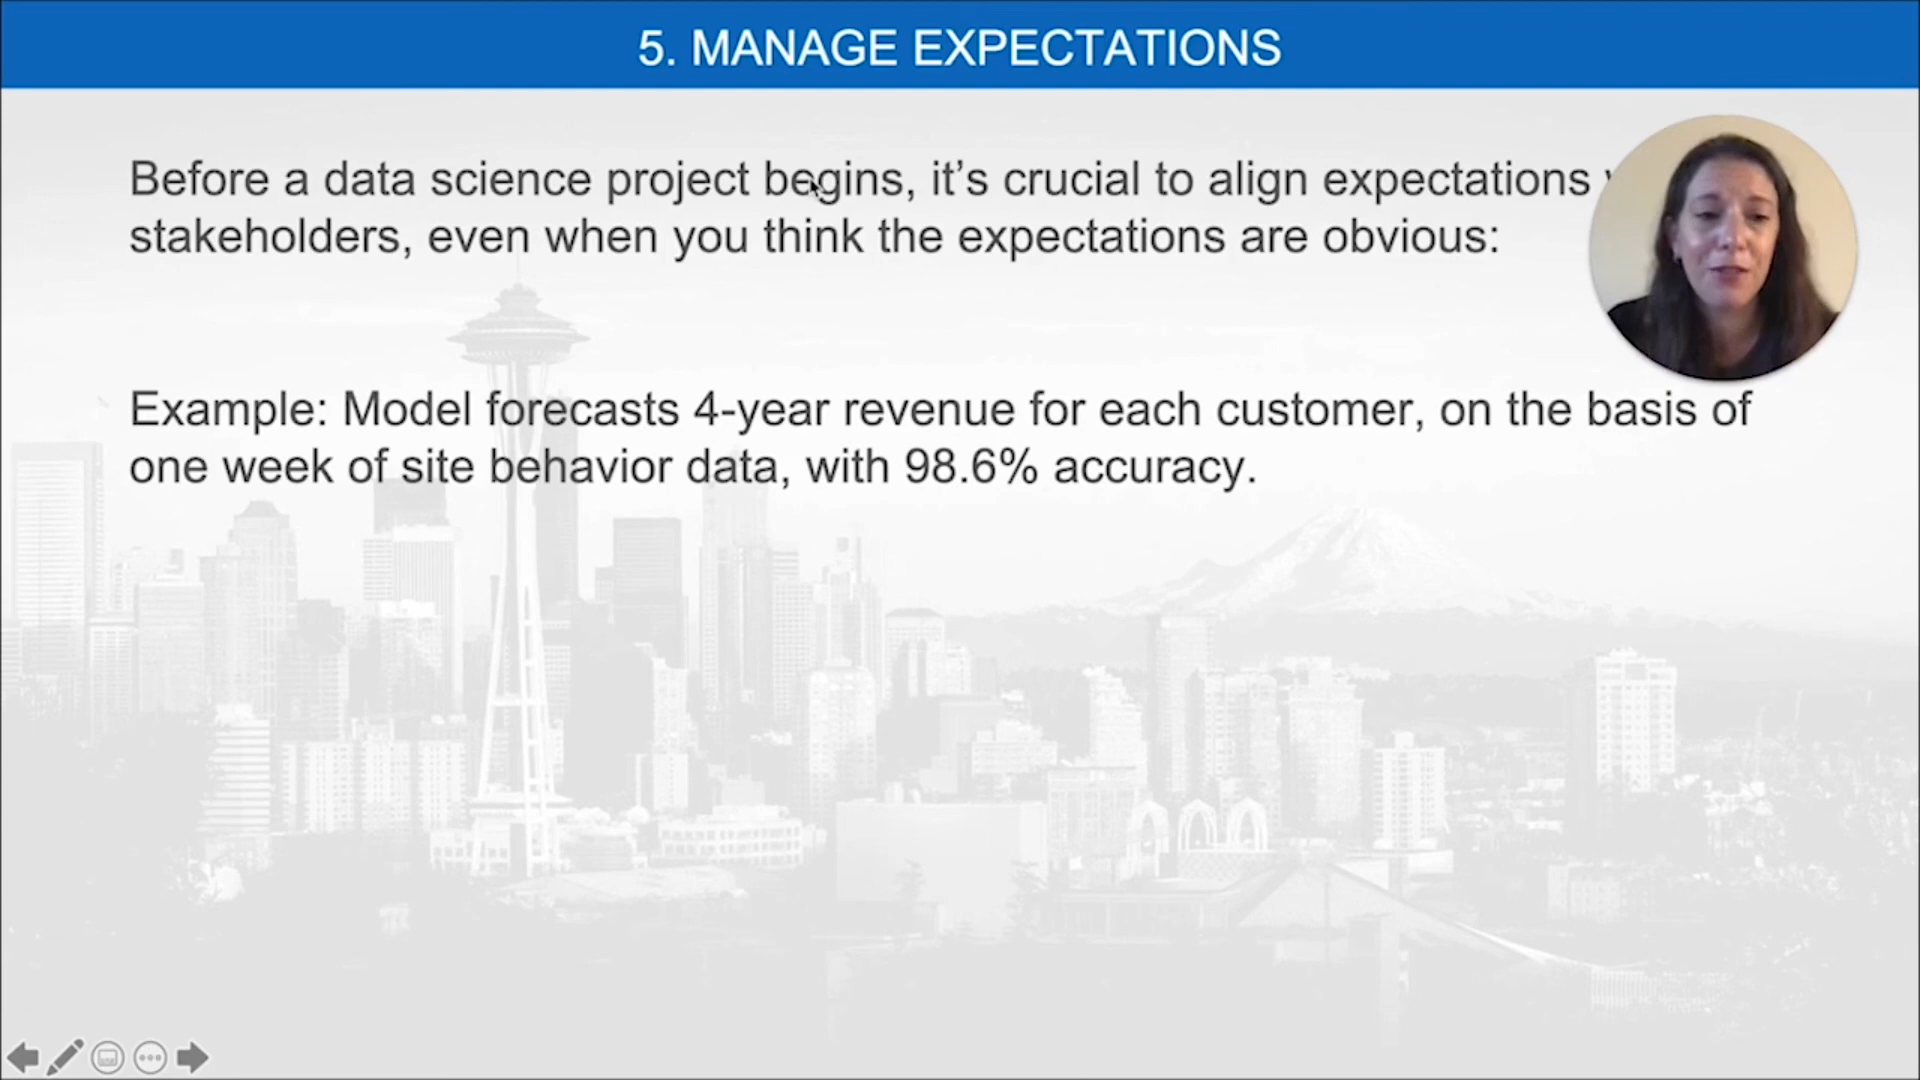 5. MANAGE EXPECTATIONS
Before a data science project begins, it’s crucial to align expectations
stakeholders, even when you think the expectations are obvious:
Example: Model forecasts 4-year revenue for each customer, on the basis of
one week of site behavior data, with 98.6% accuracy.